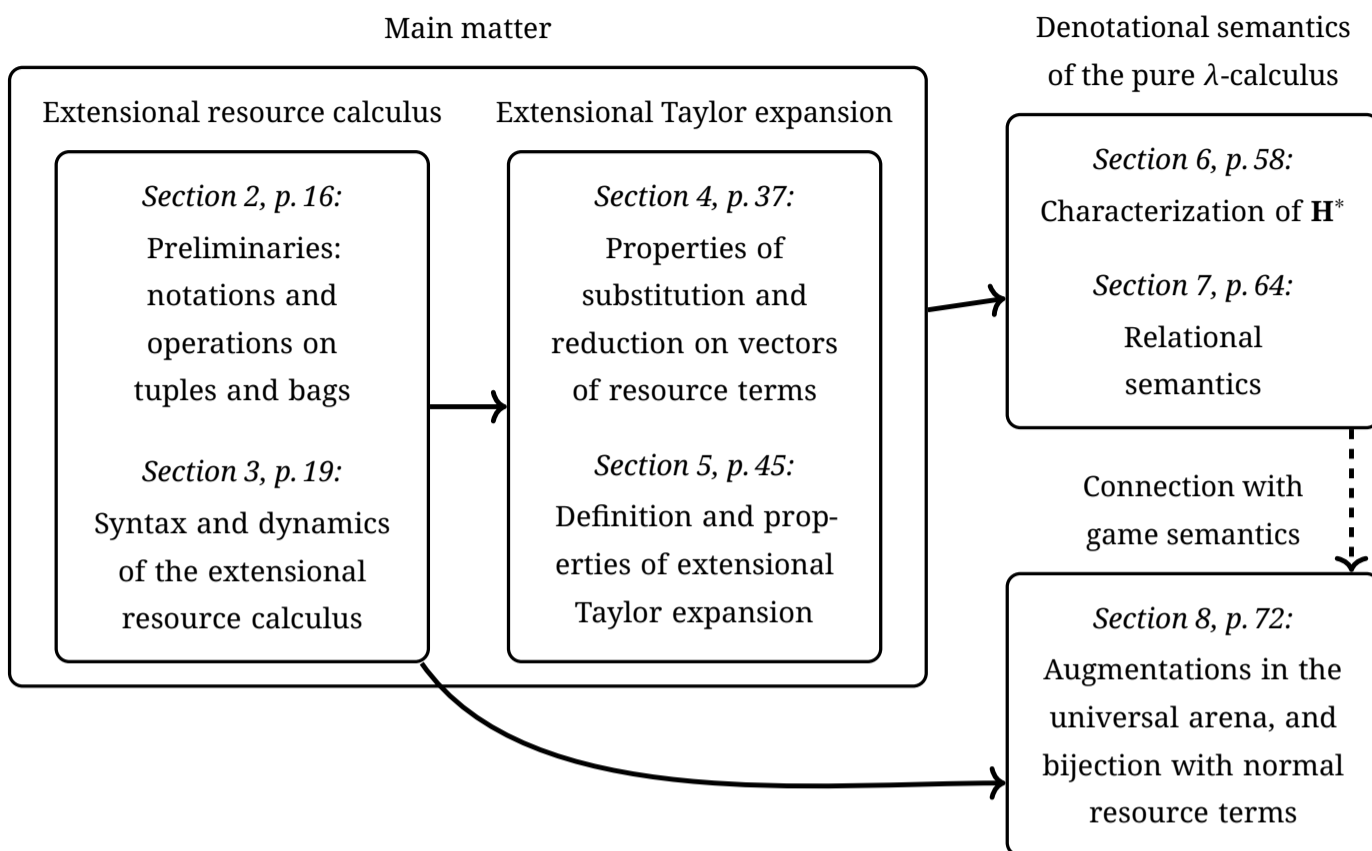 Main matter
Extensional resource calculus
Section 2, p. 16:
Preliminaries:
notations and
operations on
tuples and bags
Section 3, p. 19:
Syntax and dynamics
of the extensional
resource calculus
Extensional Taylor expansion
Section 4, p. 37:
Properties of
substitution and
reduction on vectors
of resource terms
Section 5, p. 45:
Definition and prop-
erties of extensional
Taylor expansion
Denotational semantics
of the pure λ-calculus
Section 6, p. 58:
Characterization of H*
Section 7, p. 64:
Relational
semantics
Connection with
game semantics
Section 8, p. 72:
Augmentations in the
universal arena, and
bijection with normal
resource terms